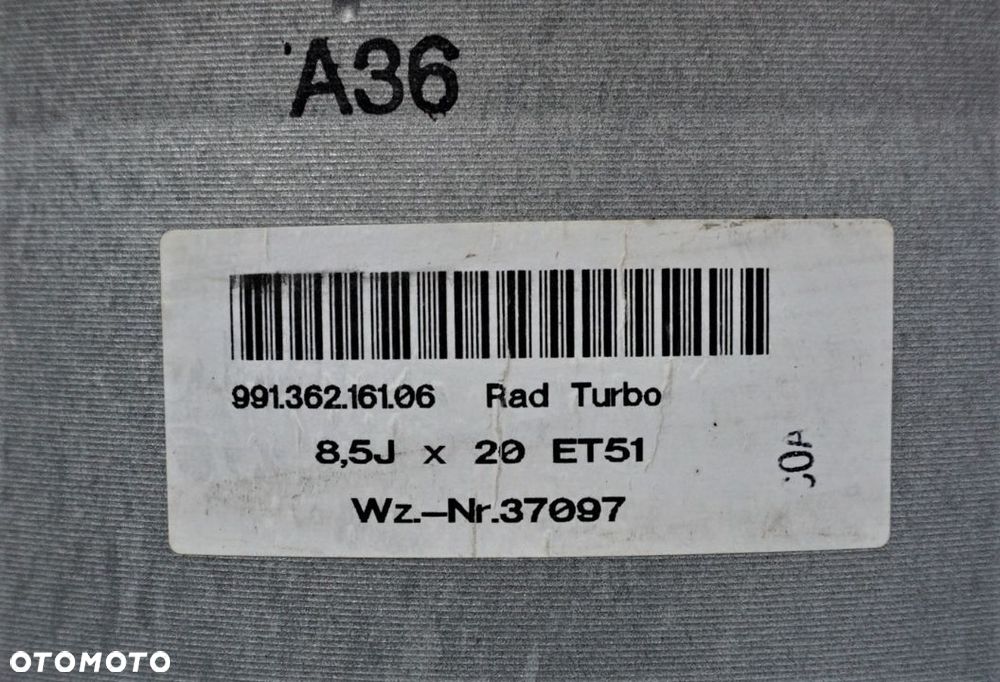 A36
991.362.161.06 Rad Turbo
8,5J x 20 ET51
Wz.-Nr.37097
OTOMOTO